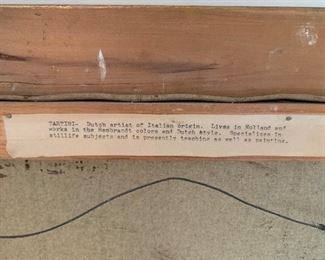 TARTINI- Dutch artist of Italian origin. Lives in Holland and
works in the Rembrandt colors and Dutch style. Specializes in
stillife subjects and is presently teaching as well as painting.